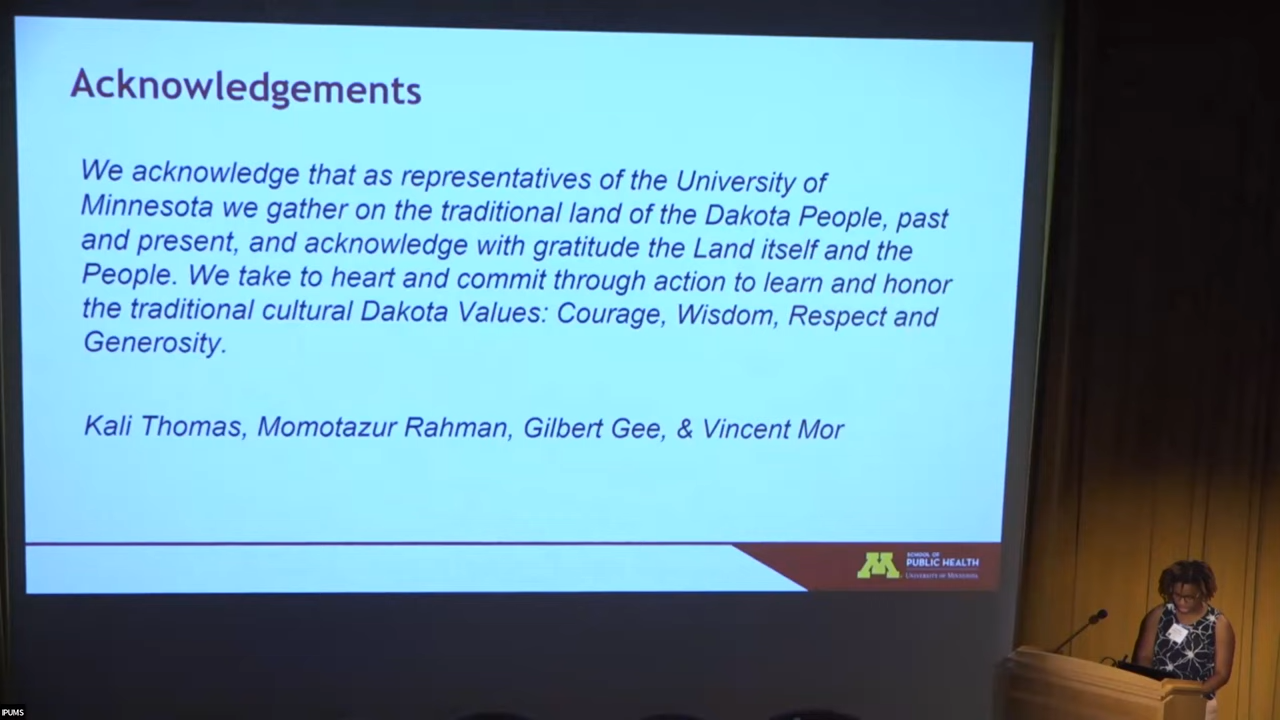 Acknowledgements
We acknowledge that as representatives of the University of
Minnesota we gather on the traditional land of the Dakota People, past
and present, and acknowledge with gratitude the Land itself and the
People. We take to heart and commit through action to learn and honor
the traditional cultural Dakota Values: Courage, Wisdom, Respect and
Generosity.
Kali Thomas, Momotazur Rahman, Gilbert Gee, & Vincent Mor
M
SCHOOL OF
PUBLIC HEALTH
UNIVERSITY OF MINNESOTA
IPUMS